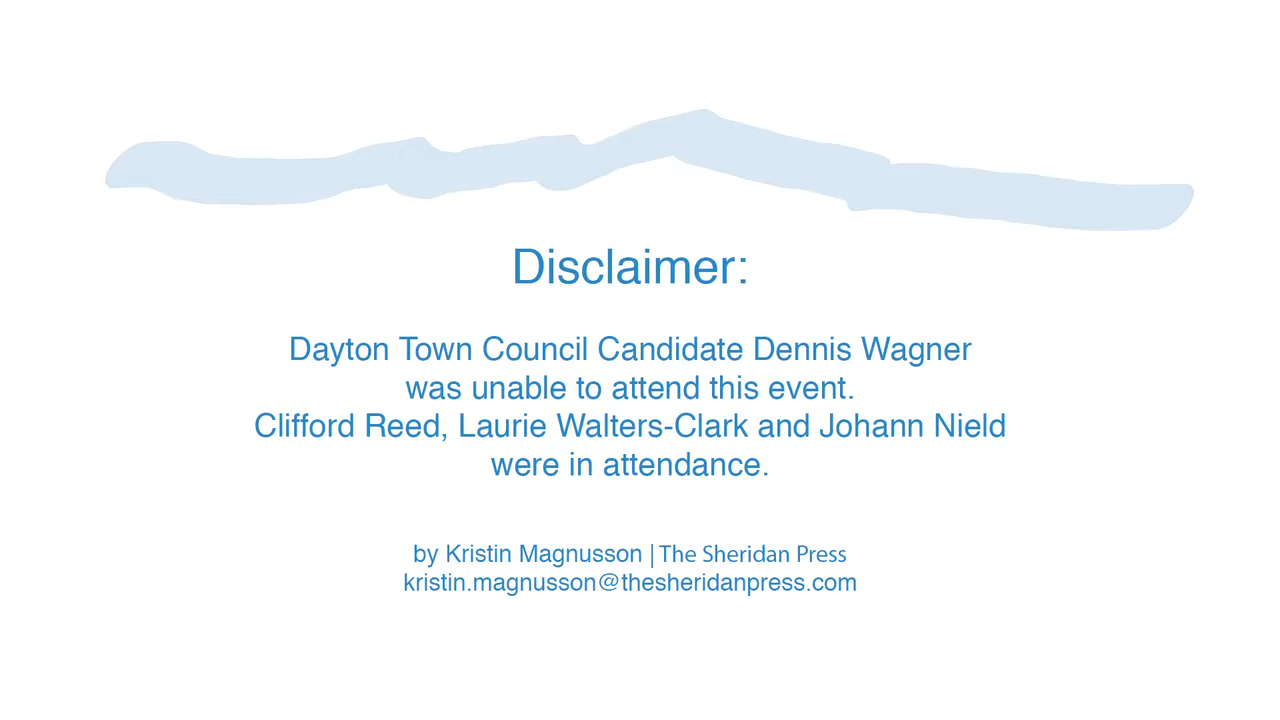 Disclaimer:
Dayton Town Council Candidate Dennis Wagner
was unable to attend this event.
Clifford Reed, Laurie Walters-Clark and Johann Nield
were in attendance.
by Kristin Magnusson | The Sheridan Press
kristin.magnusson@thesheridanpress.com